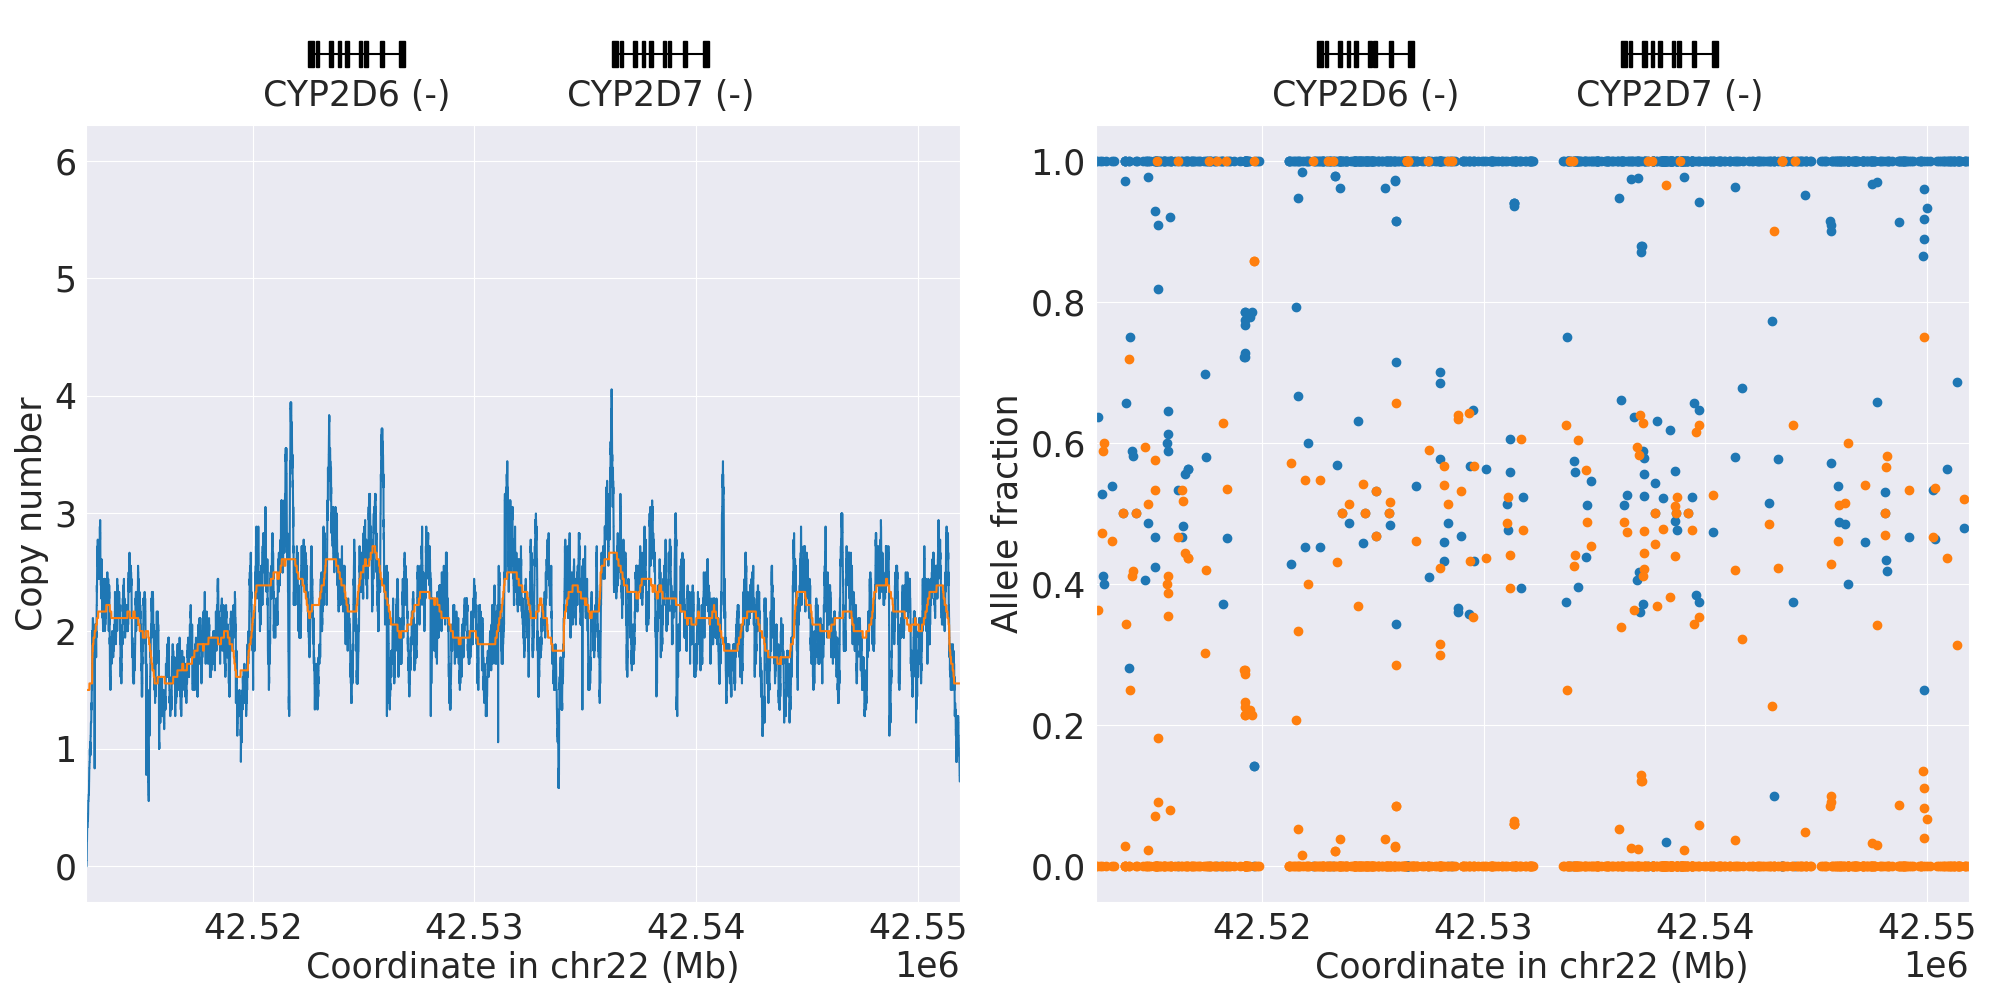 CYP2D6 (-) CYP2D7 (-)
Copy number
6
5
4
3
2
1
0
42.52 42.53 42.54 42.55
Coordinate in chr22 (Mb) 1e6
CYP2D6 (-) CYP2D7 (-)
Allele fraction
1.0
0.8
0.6
0.4
0.2
0.0
42.52 42.53 42.54 42.55
Coordinate in chr22 (Mb) 1e6